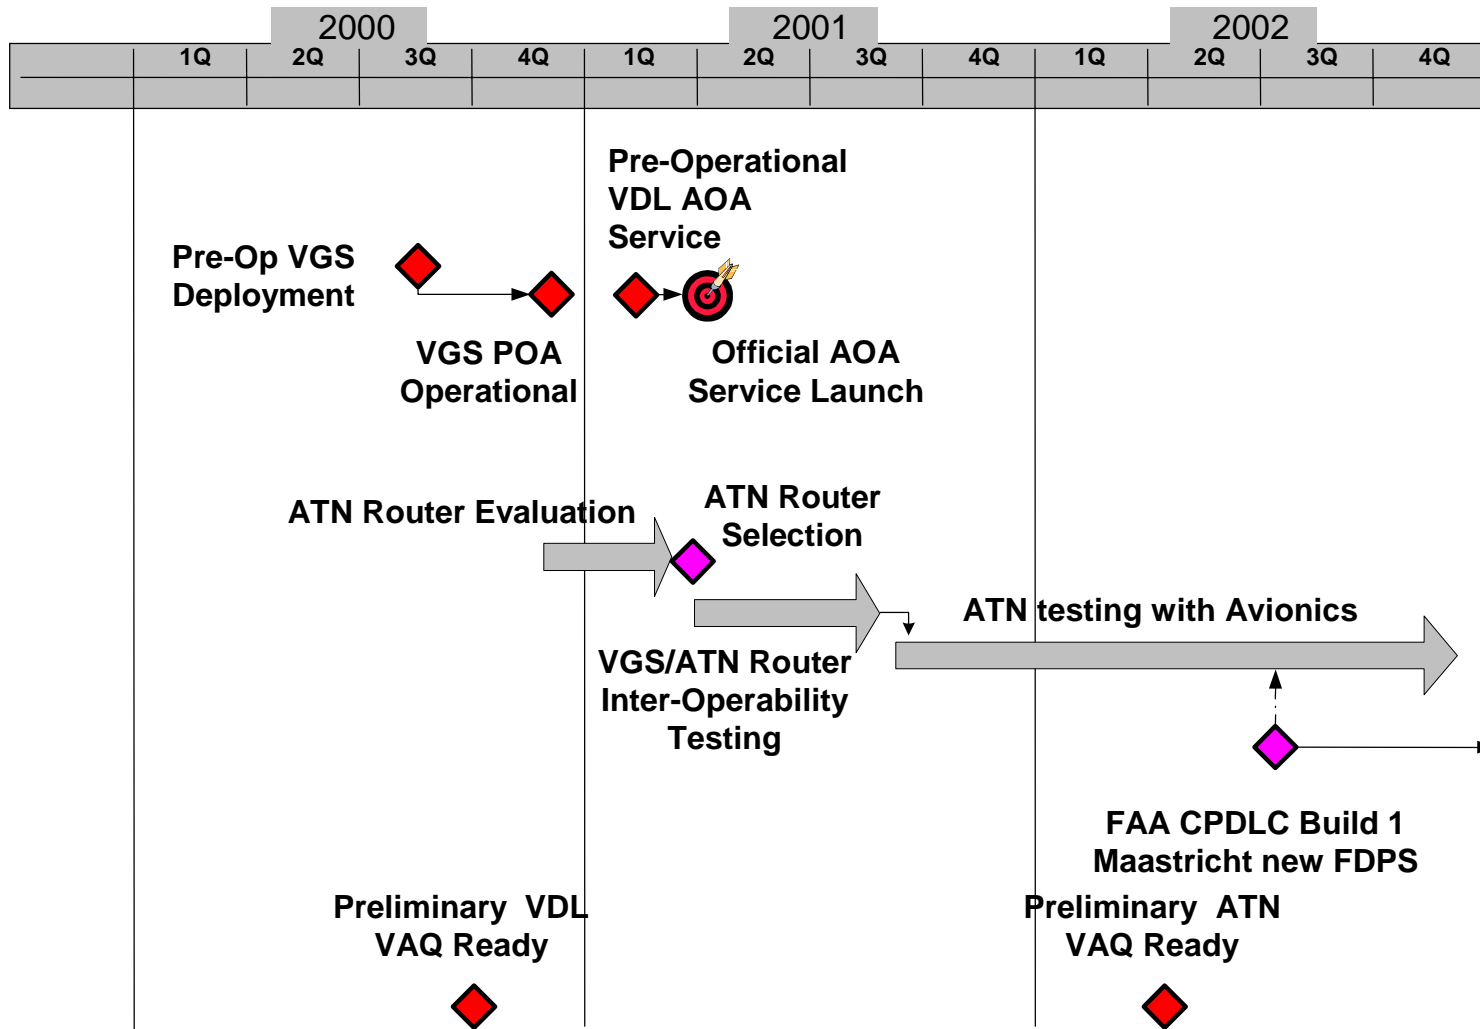 2000
2001
2002
1Q 2Q 3Q 4Q 1Q 2Q 3Q 4Q 1Q 2Q 3Q 4Q
Pre-Operational
VDL AOA
Service
Pre-Op VGS
Deployment
VGS POA
Operational
Official AOA
Service Launch
ATN Router Evaluation
ATN Router
Selection
VGS/ATN Router
Inter-Operability
Testing
ATN testing with Avionics
FAA CPDLC Build 1
Maastricht new FDPS
Preliminary VDL
VAQ Ready
Preliminary ATN
VAQ Ready